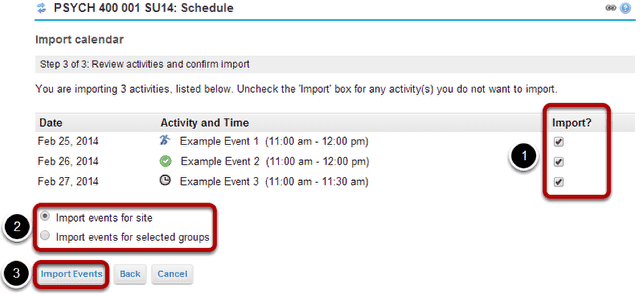 PSYCH 400 001 SU14: Schedule
Import calendar
Step 3 of 3: Review activities and confirm import
You are importing 3 activities, listed below. Uncheck the 'Import' box for any activity(s) you do not want to import.
Date Activity and Time Import?
Feb 25, 2014 Example Event 1 (11:00 am - 12:00 pm)
1
Feb 26, 2014 Example Event 2 (11:00 am - 12:00 pm)
Feb 27, 2014 Example Event 3 (11:00 am - 11:30 am)
Import events for site
2
Import events for selected groups
3 Import Events Back Cancel